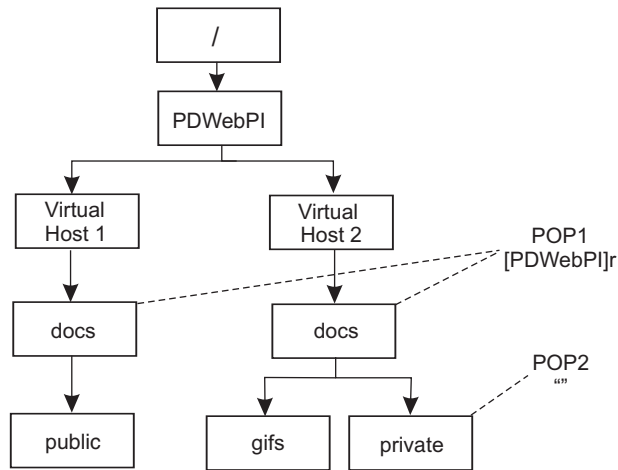 /
PDWebPI
Virtual
Host 1
Virtual
Host 2
POP1
[PDWebPI]r
docs
docs
POP2
“”
public
gifs
private